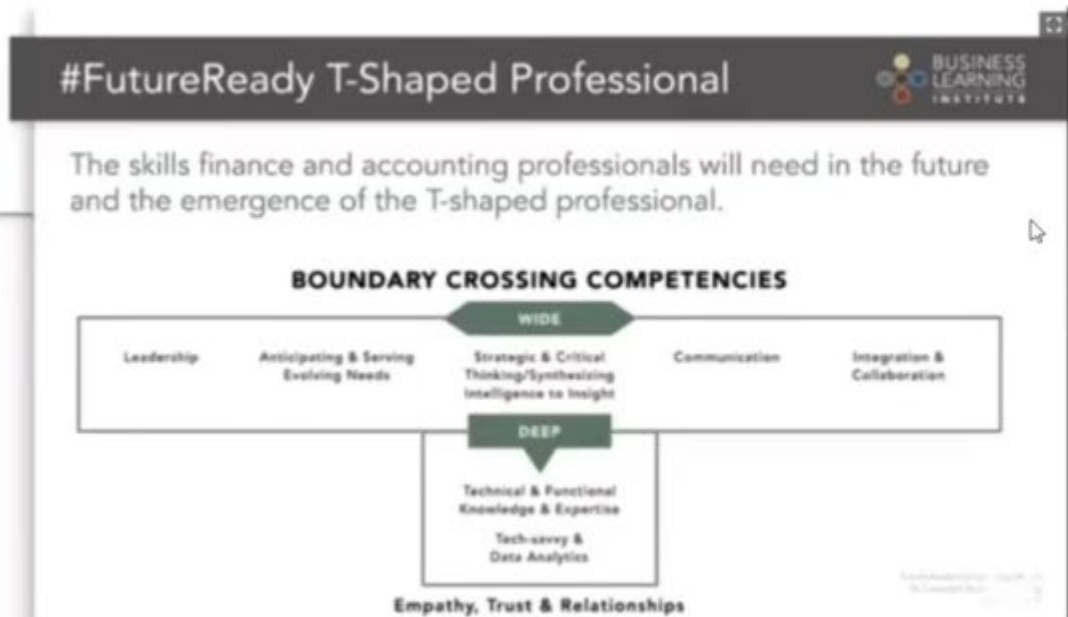 #FutureReady T-Shaped Professional
BUSINESS
LEARNING
INSTITUTE
The skills finance and accounting professionals will need in the future
and the emergence of the T-shaped professional.
BOUNDARY CROSSING COMPETENCIES
WIDE
Leadership
Anticipating & Serving
Evolving Needs
Strategic & Critical
Thinking/Synthesizing
Intelligence to Insight
Communication
Integration &
Collaboration
DEEP
Technical & Functional
Knowledge & Expertise
Tech-savvy &
Data Analytics
Empathy, Trust & Relationships